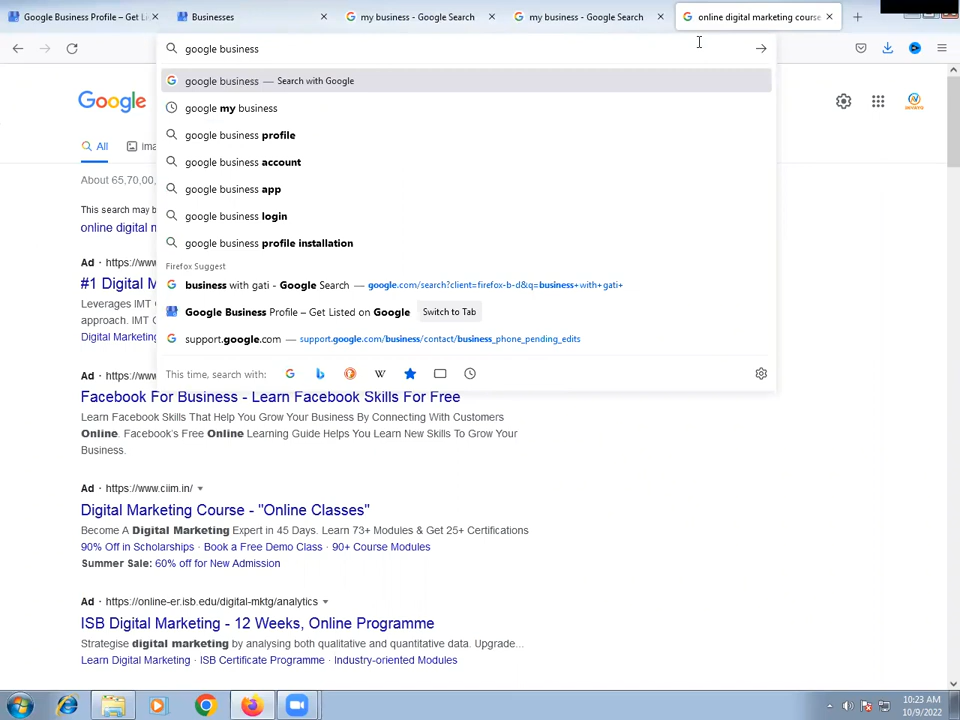 Google Business Profile – Get Li
Businesses
my business - Google Search
my business - Google Search
online digital marketing course
google business
google business — Search with Google
google my business
google business profile
google business account
google business app
google business login
google business profile installation
Firefox Suggest
business with gati - Google Search — google.com/search?client=firefox-b-d&q=business+with+gati+
Google Business Profile – Get Listed on Google Switch to Tab
support.google.com — support.google.com/business/contact/business_phone_pending_edits
This time, search with:
Google
All
ima
About 65,70,00,
This search may b
online digital m
Ad · https://www
#1 Digital M
Leverages IMT G
approach. IMT G
Digital Marketing
Ad · https://www.
Facebook For Business - Learn Facebook Skills For Free
Learn Facebook Skills That Help You Grow Your Business By Connecting With Customers
Online. Facebook's Free Online Learning Guide Helps You Learn New Skills To Grow Your
Business.
Ad · https://www.ciim.in/
Digital Marketing Course - "Online Classes"
Become A Digital Marketing Expert in 45 Days. Learn 73+ Modules & Get 25+ Certifications
90% Off in Scholarships · Book a Free Demo Class · 90+ Course Modules
Summer Sale: 60% off for New Admission
Ad · https://online-er.isb.edu/digital-mktg/analytics
ISB Digital Marketing - 12 Weeks, Online Programme
Strategise digital marketing by analysing both qualitative and quantitative data. Upgrade...
Learn Digital Marketing · ISB Certificate Programme · Industry-oriented Modules
10:23 AM
10/9/2022